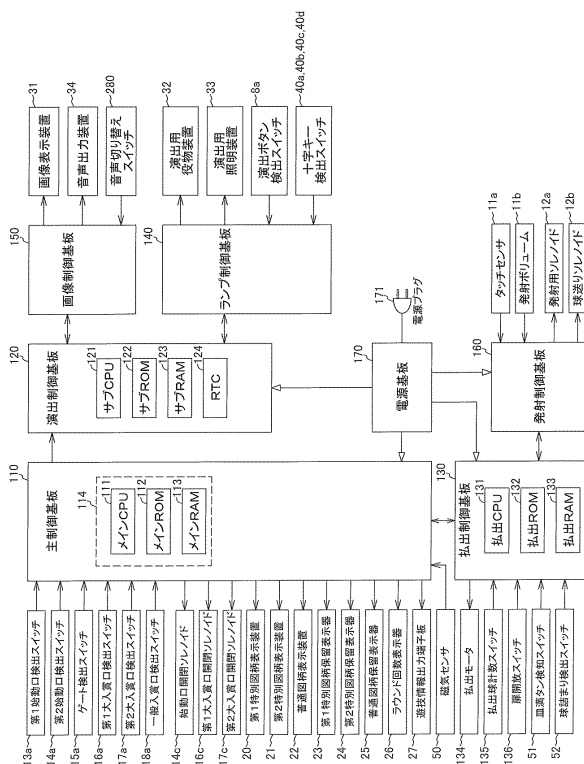 13a
第1始動口検出スイッチ
14a
第2始動口検出スイッチ
15a
ゲート検出スイッチ
16a
第1大入賞口検出スイッチ
17a
第2大入賞口検出スイッチ
18a
一般入賞口検出スイッチ
14c
始動口開閉ソレノイド
16c
第1大入賞口開閉ソレノイド
17c
第2大入賞口開閉ソレノイド
20
第1特別図柄表示装置
21
第2特別図柄表示装置
22
普通図柄表示装置
23
第1特別図柄保留表示器
24
第2特別図柄保留表示器
25
普通図柄保留表示器
26
ラウンド回数表示器
27
遊技情報出力端子板
50
磁気センサ
134
払出モータ
135
払出球計数スイッチ
136
扉開放スイッチ
51
皿満タン検知スイッチ
52
球詰まり検出スイッチ
110
主制御基板
114
111
メインCPU
112
メインROM
113
メインRAM
130
払出制御基板
131
払出CPU
132
払出ROM
133
払出RAM
120
演出制御基板
121
サブCPU
122
サブROM
123
サブRAM
124
RTC
170
電源基板
171
電源プラグ
160
発射制御基板
150
画像制御基板
140
ランプ制御基板
31
画像表示装置
34
音声出力装置
280
音声切り替え
スイッチ
32
演出用
役物装置
33
演出用
照明装置
8a
演出ボタン
検出スイッチ
40a, 40b, 40c, 40d
十字キー
検出スイッチ
11a
タッチセンサ
11b
発射ボリューム
12a
発射用ソレノイド
12b
球送りソレノイド